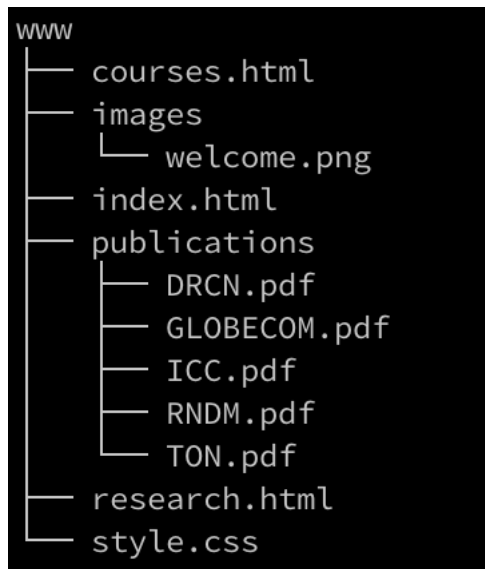 www
courses.html
images
welcome.png
index.html
publications
DRCN.pdf
GLOBECOM.pdf
ICC.pdf
RNDM.pdf
TON.pdf
research.html
style.css